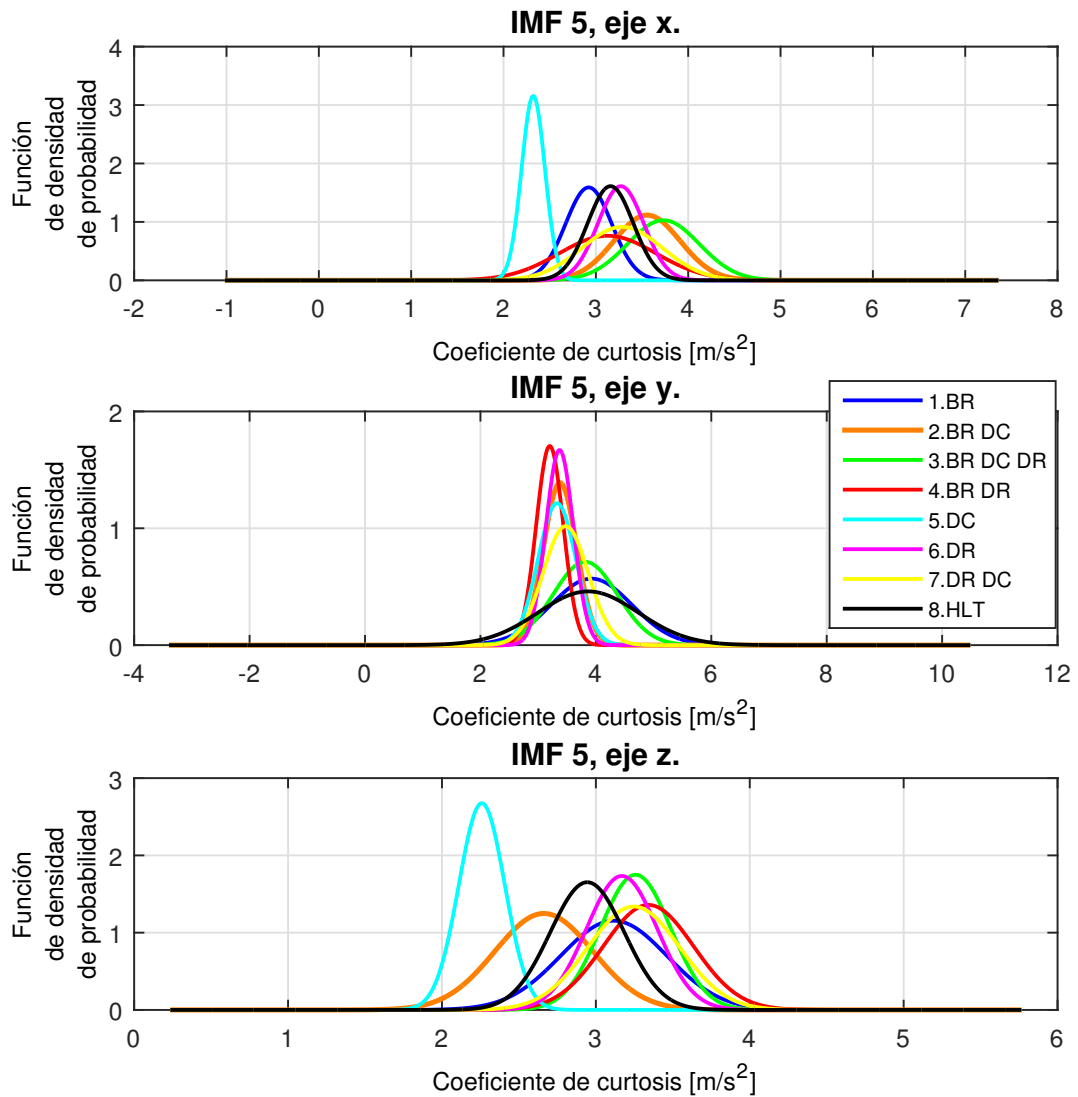 IMF 5, eje x.
Función
de densidad
de probabilidad
4
3
2
1
0
-2 -1 0 1 2 3 4 5 6 7 8
Coeficiente de curtosis [m/s²]
IMF 5, eje y.
Función
de densidad
de probabilidad
2
1
0
-4 -2 0 2 4 6 8 10 12
Coeficiente de curtosis [m/s²]
1.BR
2.BR DC
3.BR DC DR
4.BR DR
5.DC
6.DR
7.DR DC
8.HLT
IMF 5, eje z.
Función
de densidad
de probabilidad
3
2
1
0
0 1 2 3 4 5 6
Coeficiente de curtosis [m/s²]